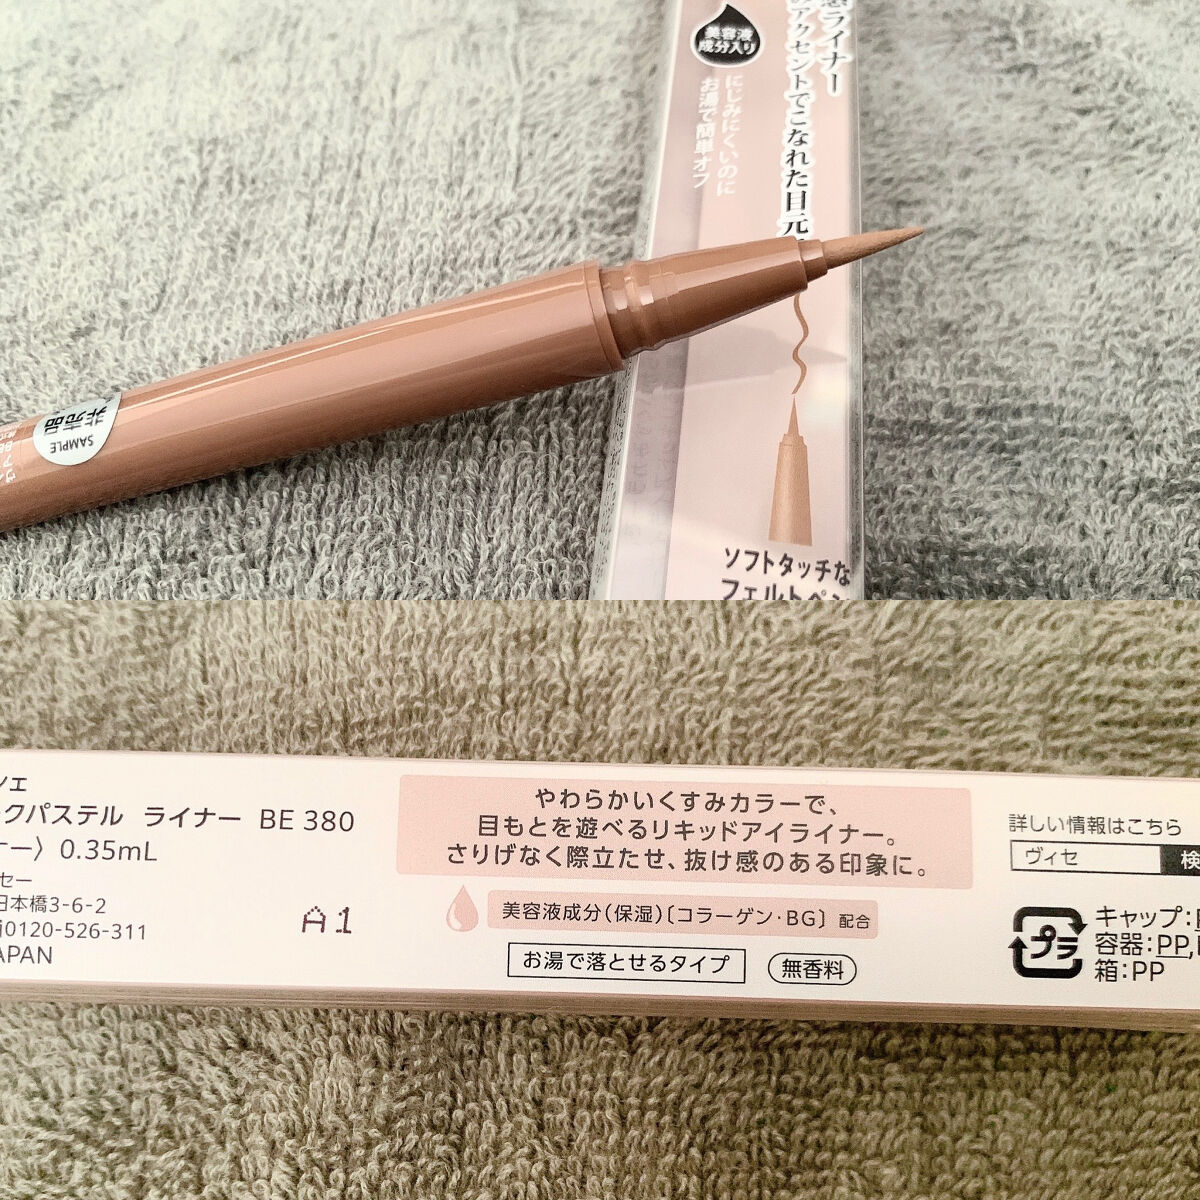 美容液
成分入り
感ライナー
アクセントでこなれた目元
にじみにくいのに
お湯で簡単オフ
非売品
SAMPLE
ソフトタッチな
フェルトペン
シェ
クパステル ライナー BE 380
ナー〉 0.35mL
セー
日本橋3-6-2
0120-526-311
APAN
A1
やわらかいくすみカラーで、
目もとを遊べるリキッドアイライナー。
さりげなく際立たせ、抜け感のある印象に。
美容液成分(保湿)〔コラーゲン・BG〕 配合
お湯で落とせるタイプ
無香料
詳しい情報はこちら
ヴィセ 検
プラ
キャップ:
容器:PP,
箱:PP